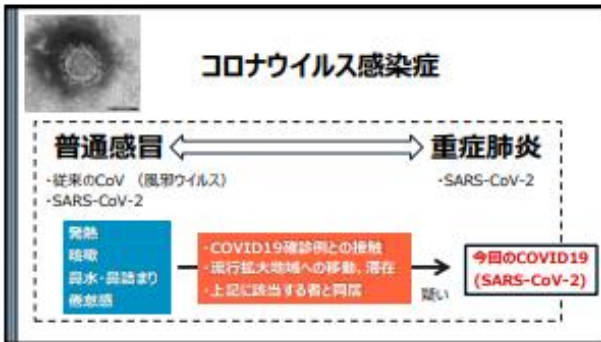 コロナウイルス感染症
普通感冒
重症肺炎
・従来のCoV （風邪ウイルス）
・SARS-CoV-2
・SARS-CoV-2
発熱
咳嗽
鼻水・鼻詰まり
倦怠感
・COVID19確診例との接触
・流行拡大地域への移動、滞在
・上記に該当する者と同居
疑い
今回のCOVID19
(SARS-CoV-2)